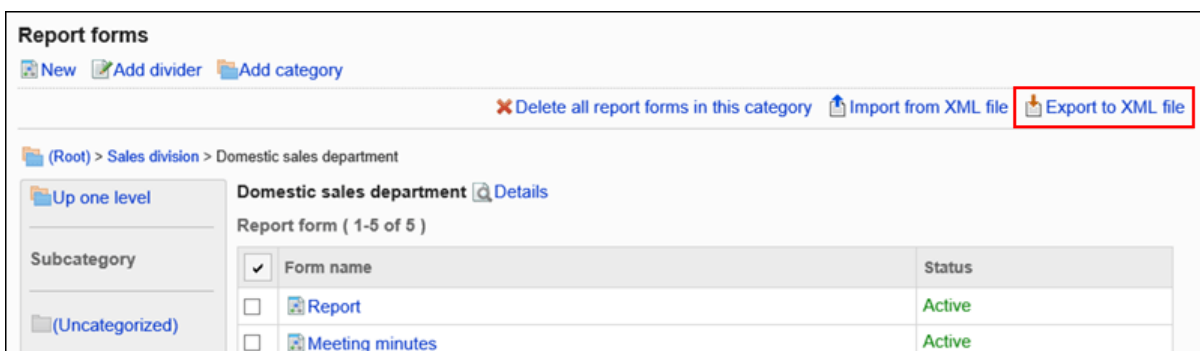 Report forms
New Add divider Add category
Delete all report forms in this category Import from XML file Export to XML file
(Root) > Sales division > Domestic sales department
Up one level
Domestic sales department Details
Report form ( 1-5 of 5 )
Subcategory
Form name Status
Report Active
(Uncategorized)
Meeting minutes Active